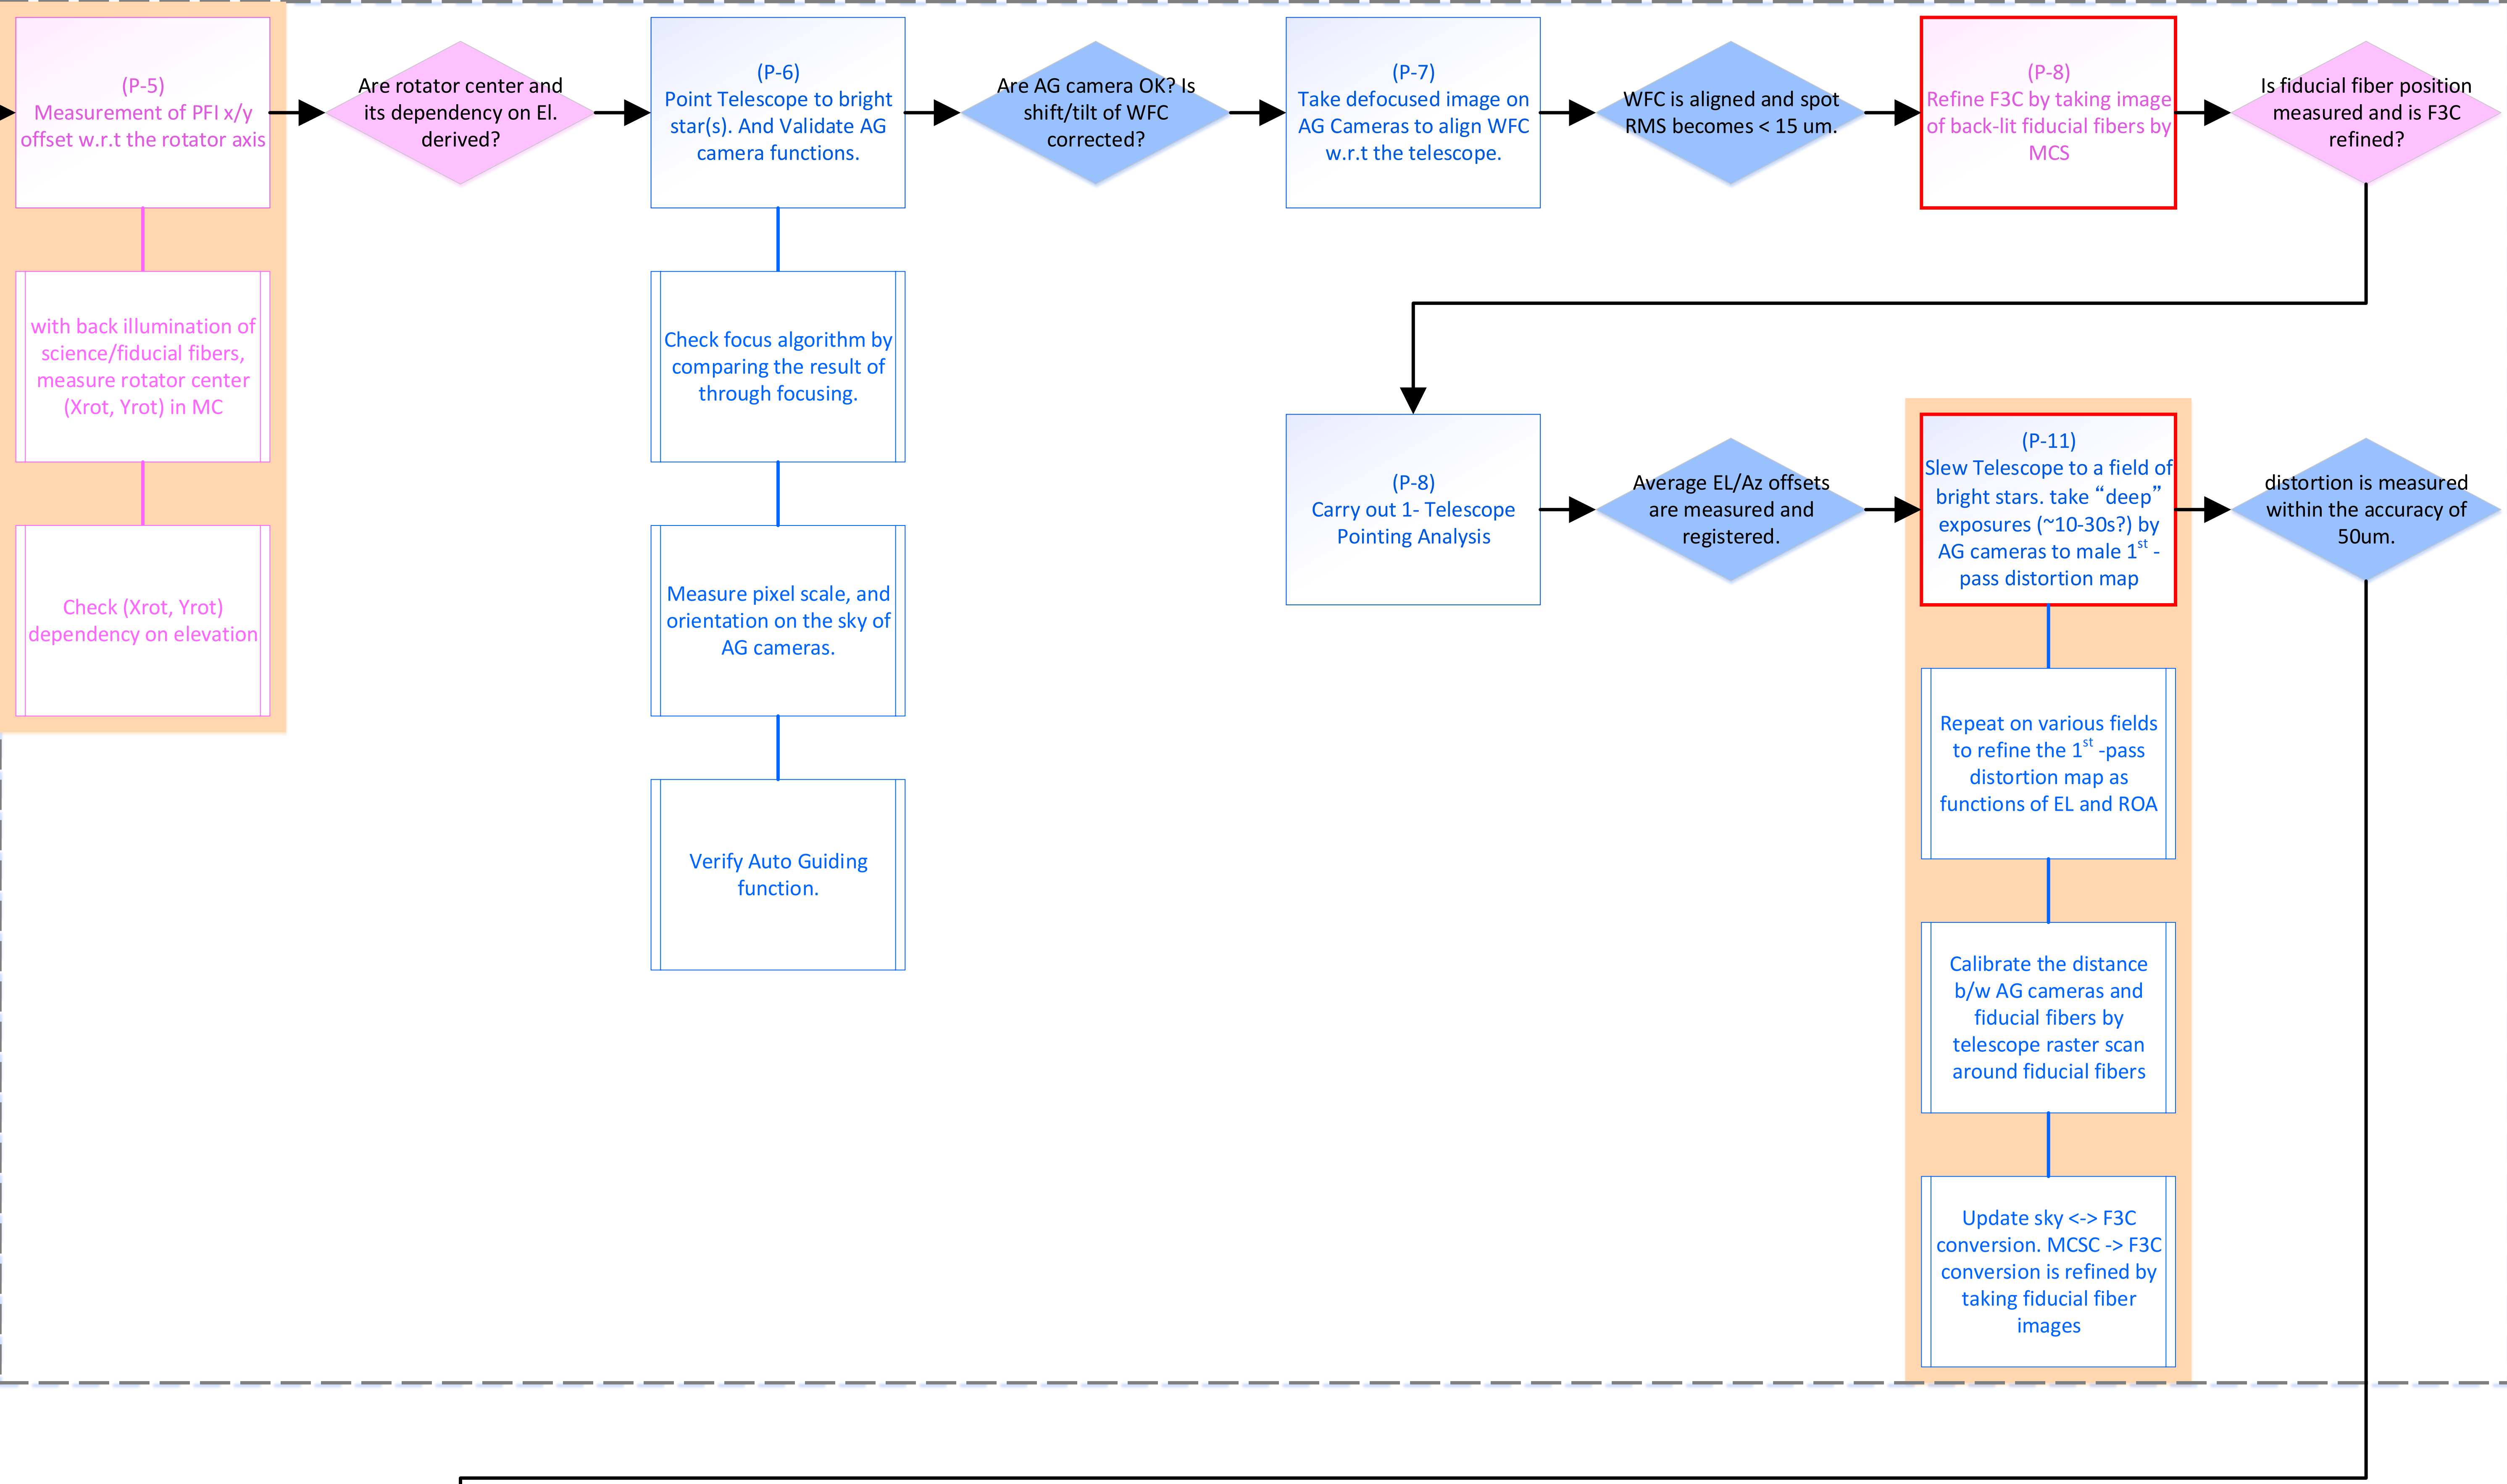 (P-5)
Measurement of PFI x/y
offset w.r.t the rotator axis
Are rotator center and
its dependency on El.
derived?
(P-6)
Point Telescope to bright
star(s). And Validate AG
camera functions.
Are AG camera OK? Is
shift/tilt of WFC
corrected?
(P-7)
Take defocused image on
AG Cameras to align WFC
w.r.t the telescope.
WFC is aligned and spot
RMS becomes < 15 um.
(P-8)
Refine F3C by taking image
of back-lit fiducial fibers by
MCS
Is fiducial fiber position
measured and is F3C
refined?
with back illumination of
science/fiducial fibers,
measure rotator center
(Xrot, Yrot) in MC
Check (Xrot, Yrot)
dependency on elevation
Check focus algorithm by
comparing the result of
through focusing.
Measure pixel scale, and
orientation on the sky of
AG cameras.
Verify Auto Guiding
function.
(P-8)
Carry out 1- Telescope
Pointing Analysis
Average EL/Az offsets
are measured and
registered.
(P-11)
Slew Telescope to a field of
bright stars. take “deep”
exposures (~10-30s?) by
AG cameras to male 1st -
pass distortion map
distortion is measured
within the accuracy of
50um.
Repeat on various fields
to refine the 1st -pass
distortion map as
functions of EL and ROA
Calibrate the distance
b/w AG cameras and
fiducial fibers by
telescope raster scan
around fiducial fibers
Update sky <-> F3C
conversion. MCSC -> F3C
conversion is refined by
taking fiducial fiber
images